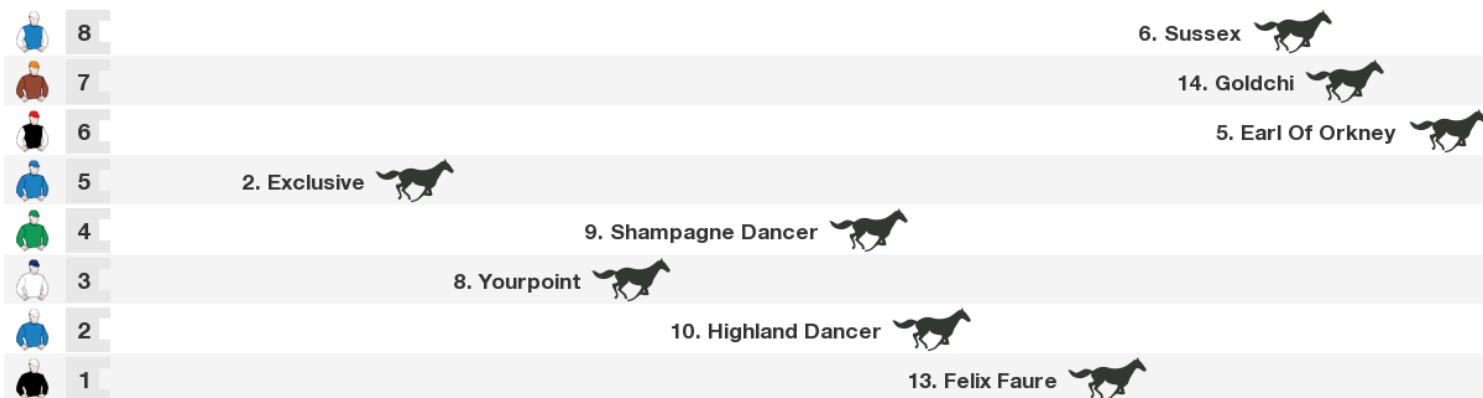 8 6. Sussex
7 14. Goldchi
6 5. Earl Of Orkney
5 2. Exclusive
4 9. Shampagne Dancer
3 8. Yourpoint
2 10. Highland Dancer
1 13. Felix Faure